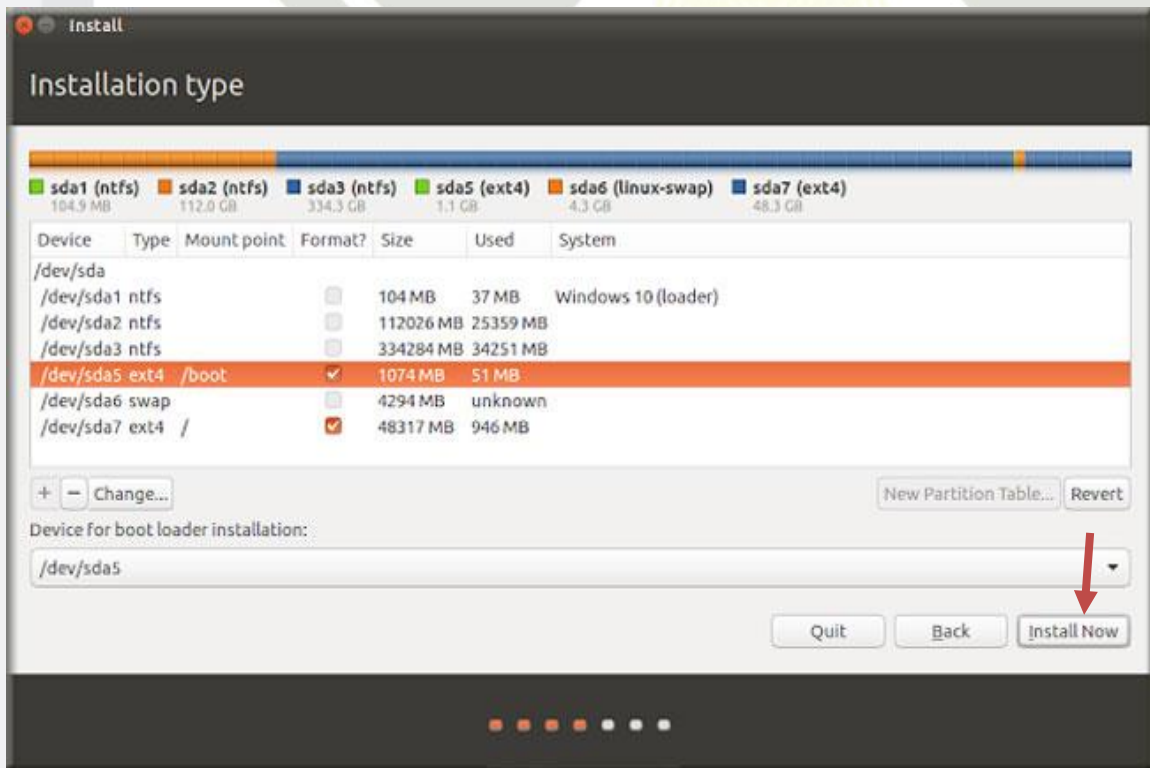 Install
Installation type
sda1 (ntfs) sda2 (ntfs) sda3 (ntfs) sda5 (ext4) sda6 (linux-swap) sda7 (ext4)
104.9 MB 112.0 GB 334.3 GB 1.1 GB 4.3 GB 48.3 GB
Device Type Mount point Format? Size Used System
/dev/sda
/dev/sda1 ntfs 104 MB 37 MB Windows 10 (loader)
/dev/sda2 ntfs 112026 MB 25359 MB
/dev/sda3 ntfs 334284 MB 34251 MB
/dev/sda5 ext4 /boot 1074 MB 51 MB
/dev/sda6 swap 4294 MB unknown
/dev/sda7 ext4 / 48317 MB 946 MB
+ − Change... New Partition Table... Revert
Device for boot loader installation:
/dev/sda5
Quit Back Install Now